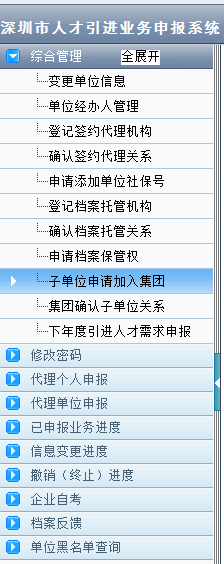 深圳市人才引进业务申报系统
综合管理 全展开
变更单位信息
单位经办人管理
登记签约代理机构
确认签约代理关系
申请添加单位社保号
登记档案托管机构
确认档案托管关系
申请档案保管权
子单位申请加入集团
集团确认子单位关系
下年度引进人才需求申报
修改密码
代理个人申报
代理单位申报
已申报业务进度
信息变更进度
撤销（终止）进度
企业自考
档案反馈
单位黑名单查询